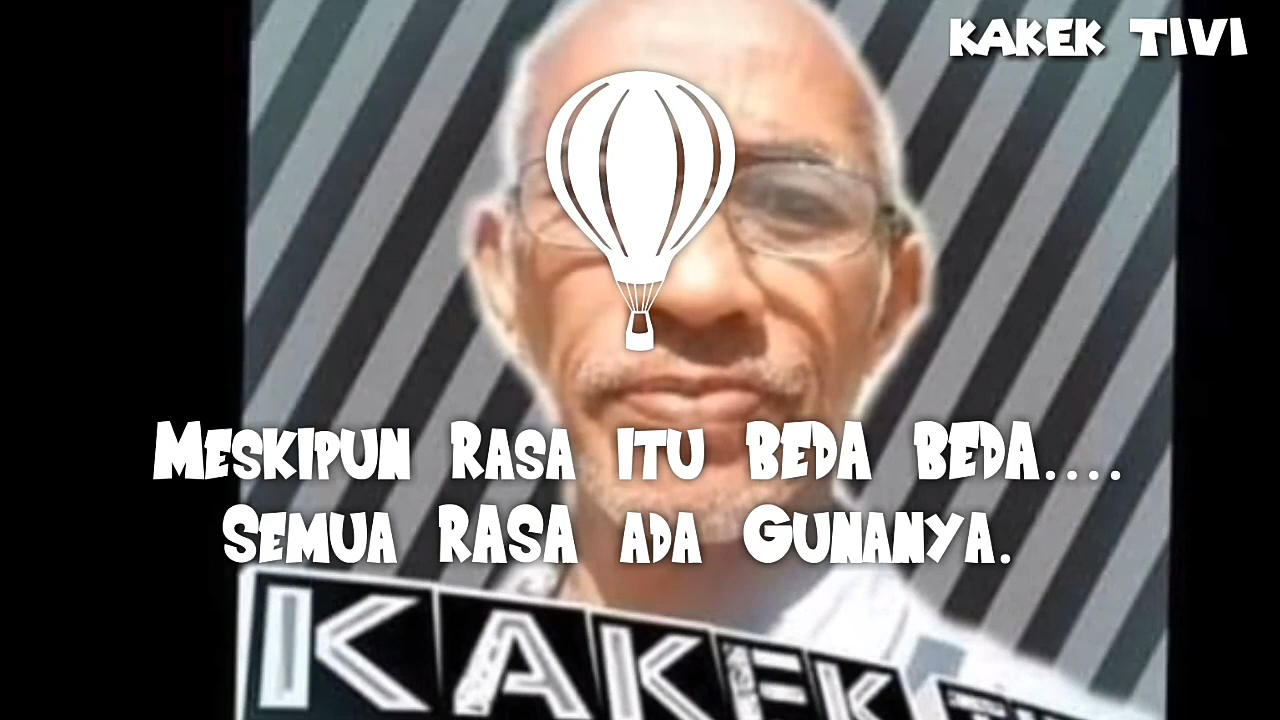 KAKEK TIVI
MESKIPUN RASA ITU BEDA BEDA....
SEMUA RASA ADA GUNANYA.
KAKEK